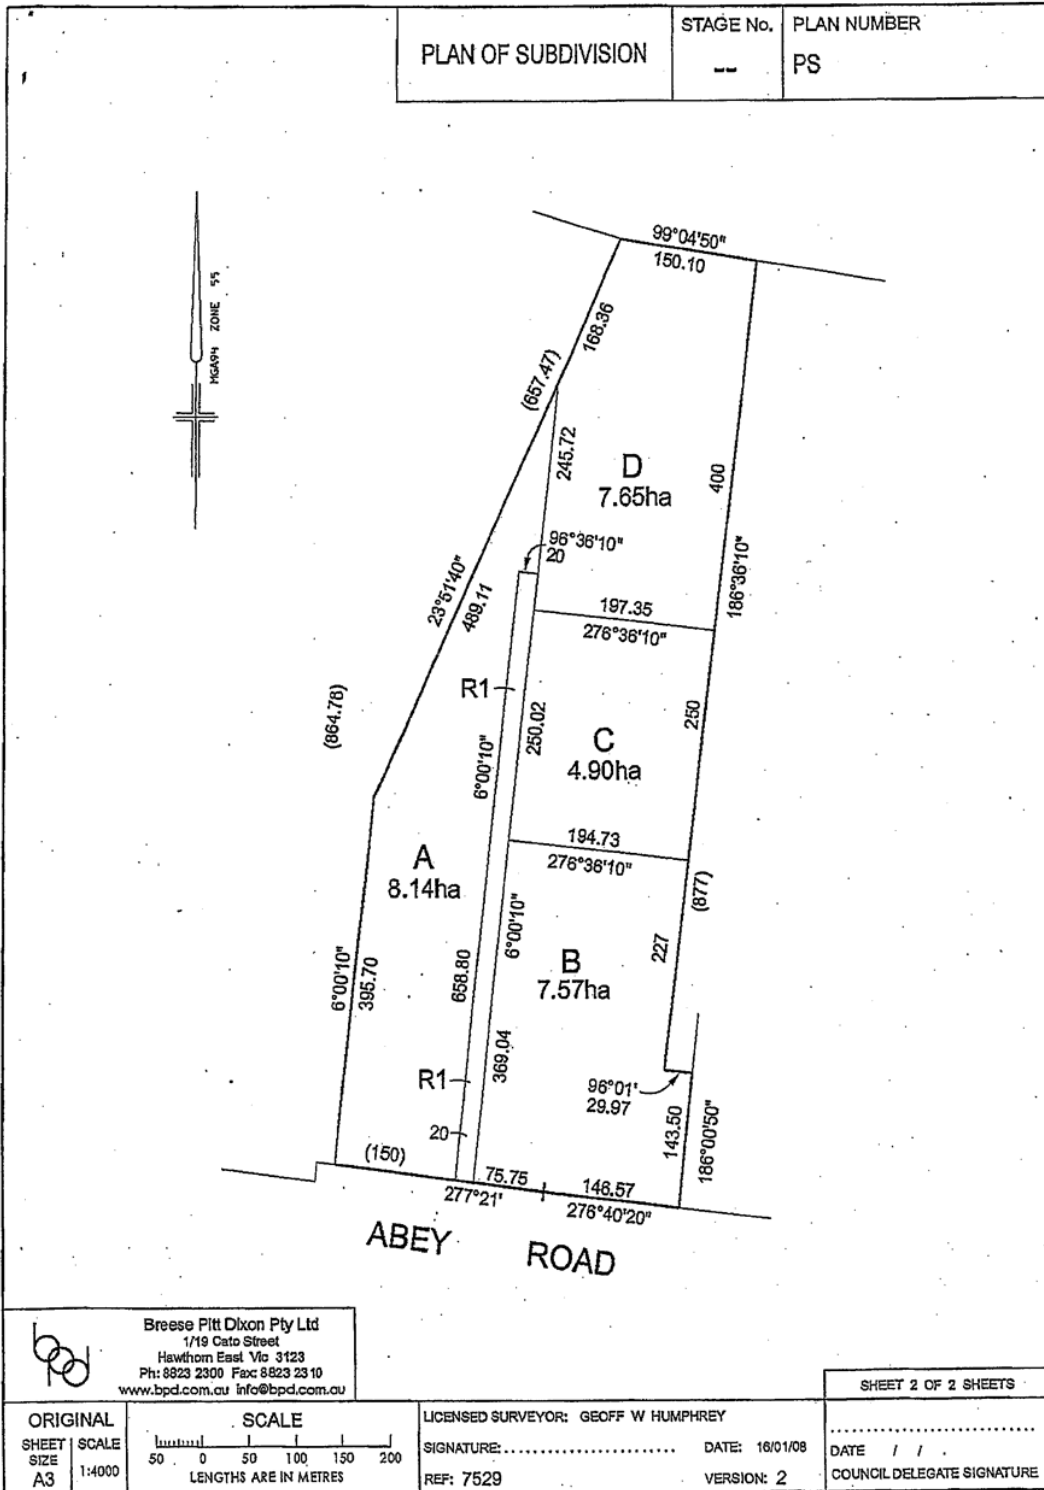 PLAN OF SUBDIVISION
STAGE No.
--
PLAN NUMBER
PS
MGA94 ZONE 55
99°04'50"
150.10
168.36
(657.47)
245.72
D
7.65ha
400
96°36'10"
20
186°36'10"
23°51'40"
489.11
197.35
276°36'10"
R1
(864.78)
250.02
250
C
4.90ha
6°00'10"
194.73
276°36'10"
A
8.14ha
(877)
6°00'10"
227
B
7.57ha
6°00'10"
395.70
658.80
369.04
R1
96°01'
29.97
143.50
186°00'50"
20
(150)
75.75
146.57
277°21'
276°40'20"
ABEY ROAD
bpd
Breese Pitt Dixon Pty Ltd
1/19 Cato Street
Hawthorn East Vic 3123
Ph: 8823 2300 Fax: 8823 2310
www.bpd.com.au info@bpd.com.au
SHEET 2 OF 2 SHEETS
ORIGINAL
SHEET SIZE
A3
SCALE
1:4000
SCALE
50 0 50 100 150 200
LENGTHS ARE IN METRES
LICENSED SURVEYOR: GEOFF W HUMPHREY
SIGNATURE: .......................... DATE: 16/01/08
REF: 7529 VERSION: 2
DATE / /
COUNCIL DELEGATE SIGNATURE